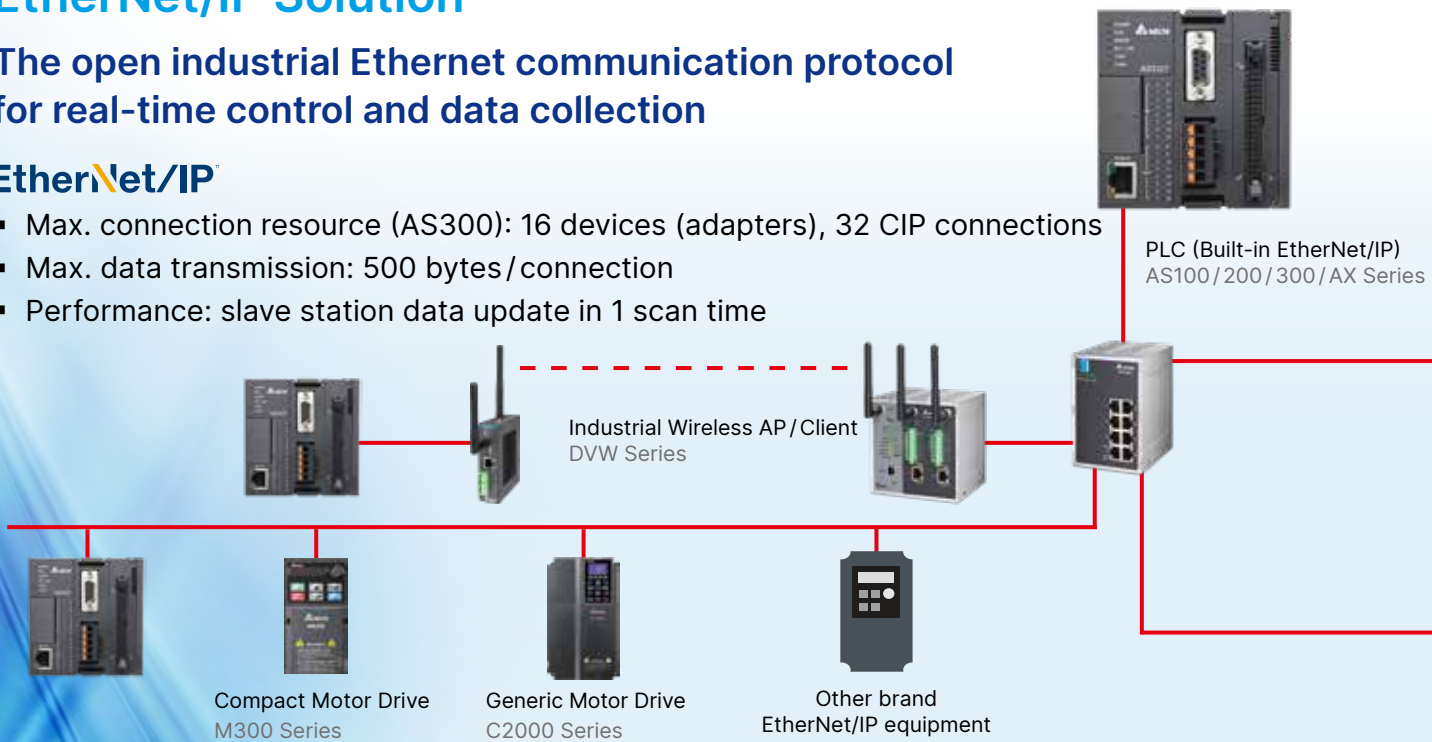 EtherNet/IP Solution
The open industrial Ethernet communication protocol
for real-time control and data collection
EtherNet/IP
▪ Max. connection resource (AS300): 16 devices (adapters), 32 CIP connections
▪ Max. data transmission: 500 bytes/connection
▪ Performance: slave station data update in 1 scan time
PLC (Built-in EtherNet/IP)
AS100/200/300/AX Series
Industrial Wireless AP/Client
DVW Series
Compact Motor Drive
M300 Series
Generic Motor Drive
C2000 Series
Other brand
EtherNet/IP equipment